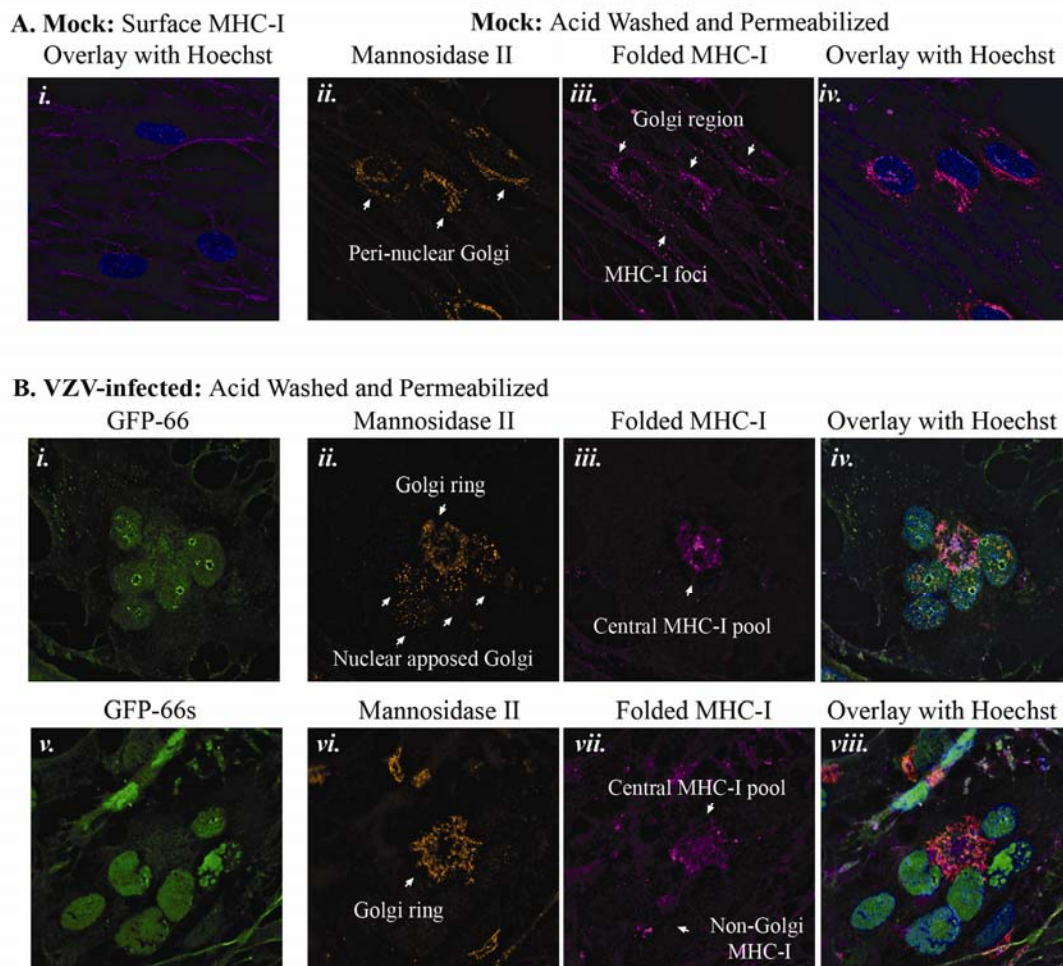 A. Mock: Surface MHC-I
Overlay with Hoechst
Mock: Acid Washed and Permeabilized
Mannosidase II
Folded MHC-I
Overlay with Hoechst
i.
ii.
Peri-nuclear Golgi
iii.
Golgi region
MHC-I foci
iv.
B. VZV-infected: Acid Washed and Permeabilized
GFP-66
Mannosidase II
Folded MHC-I
Overlay with Hoechst
i.
ii.
Golgi ring
Nuclear apposed Golgi
iii.
Central MHC-I pool
iv.
GFP-66s
Mannosidase II
Folded MHC-I
Overlay with Hoechst
v.
vi.
Golgi ring
vii.
Central MHC-I pool
Non-Golgi
MHC-I
viii.